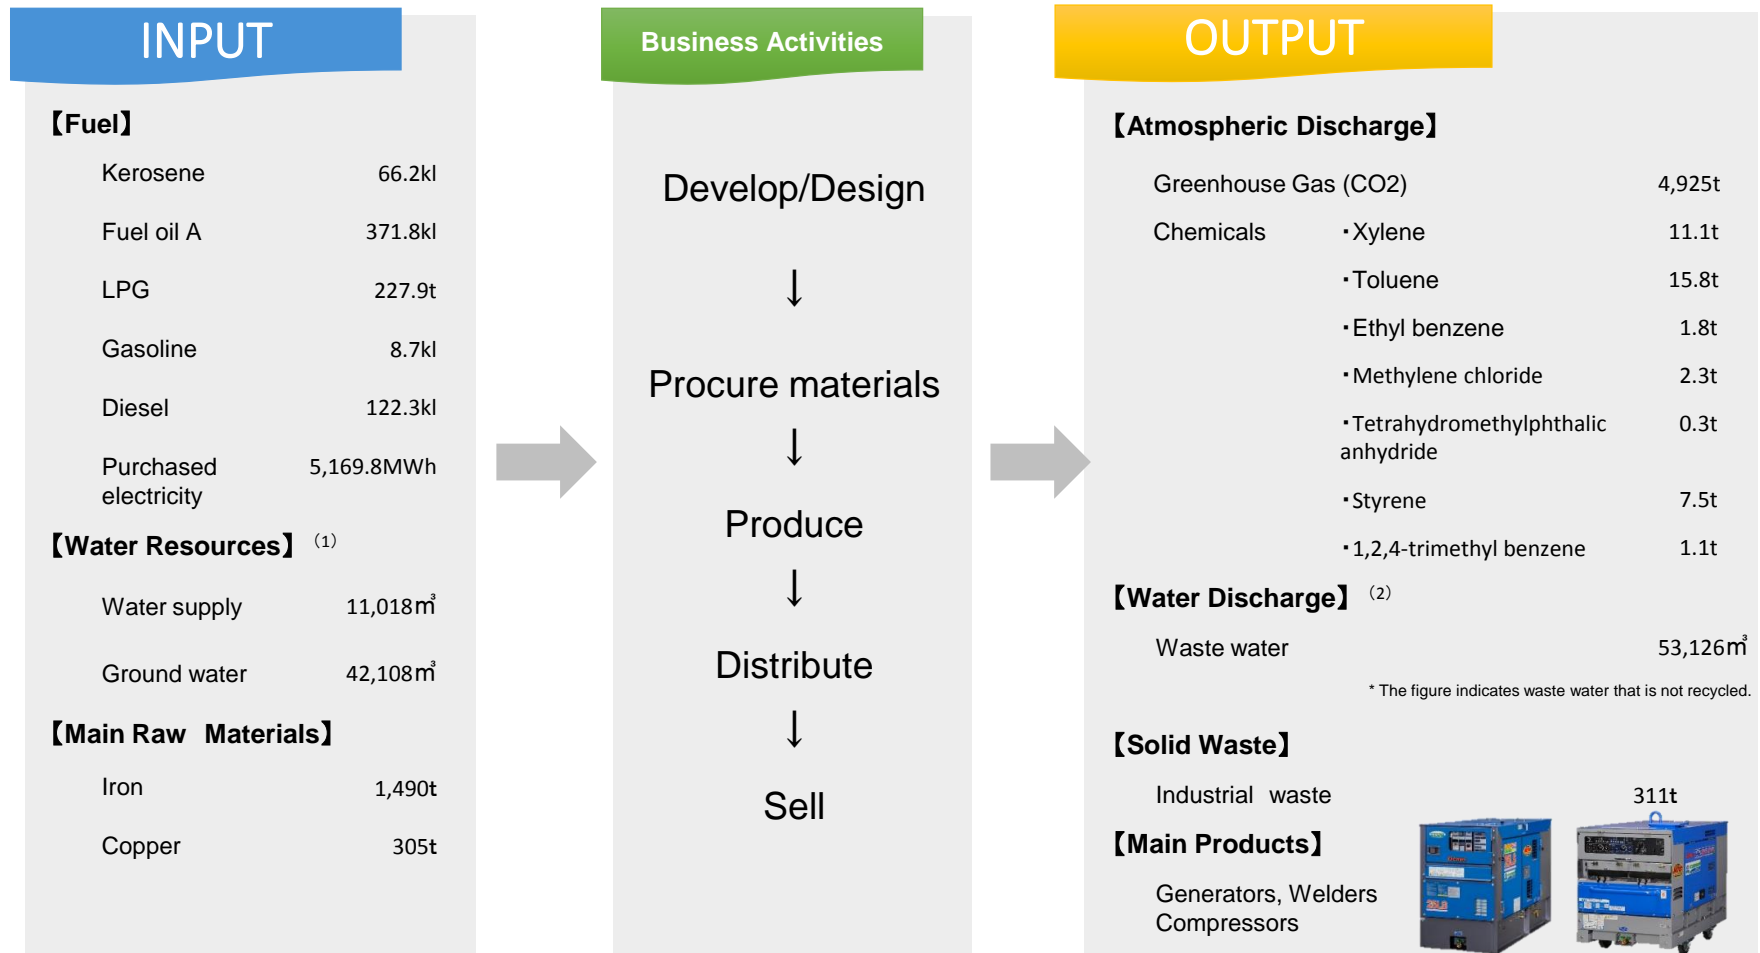 INPUT
【Fuel】
Kerosene 66.2kl
Fuel oil A 371.8kl
LPG 227.9t
Gasoline 8.7kl
Diesel 122.3kl
Purchased 5,169.8MWh
electricity
【Water Resources】 (1)
Water supply 11,018㎥
Ground water 42,108㎥
【Main Raw Materials】
Iron 1,490t
Copper 305t
Business Activities
Develop/Design
↓
Procure materials
↓
Produce
↓
Distribute
↓
Sell
OUTPUT
【Atmospheric Discharge】
Greenhouse Gas (CO2) 4,925t
Chemicals ・Xylene 11.1t
・Toluene 15.8t
・Ethyl benzene 1.8t
・Methylene chloride 2.3t
・Tetrahydromethylphthalic 0.3t
anhydride
・Styrene 7.5t
・1,2,4-trimethyl benzene 1.1t
【Water Discharge】 (2)
Waste water 53,126㎥
* The figure indicates waste water that is not recycled.
【Solid Waste】
Industrial waste 311t
【Main Products】
Generators, Welders
Compressors